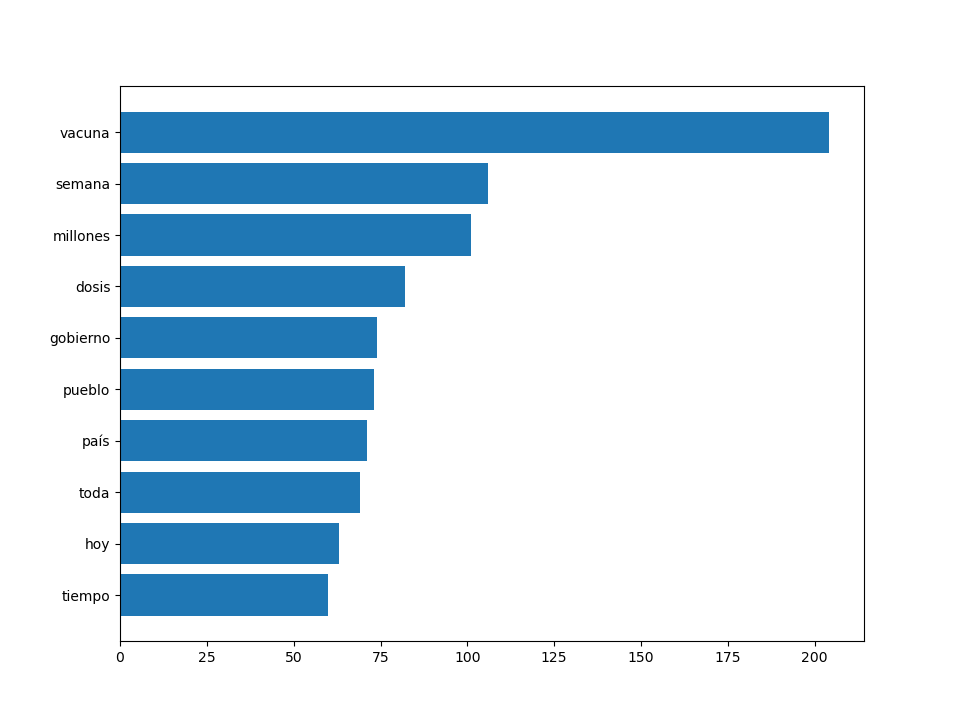 vacuna
semana
millones
dosis
gobierno
pueblo
país
toda
hoy
tiempo
0 25 50 75 100 125 150 175 200